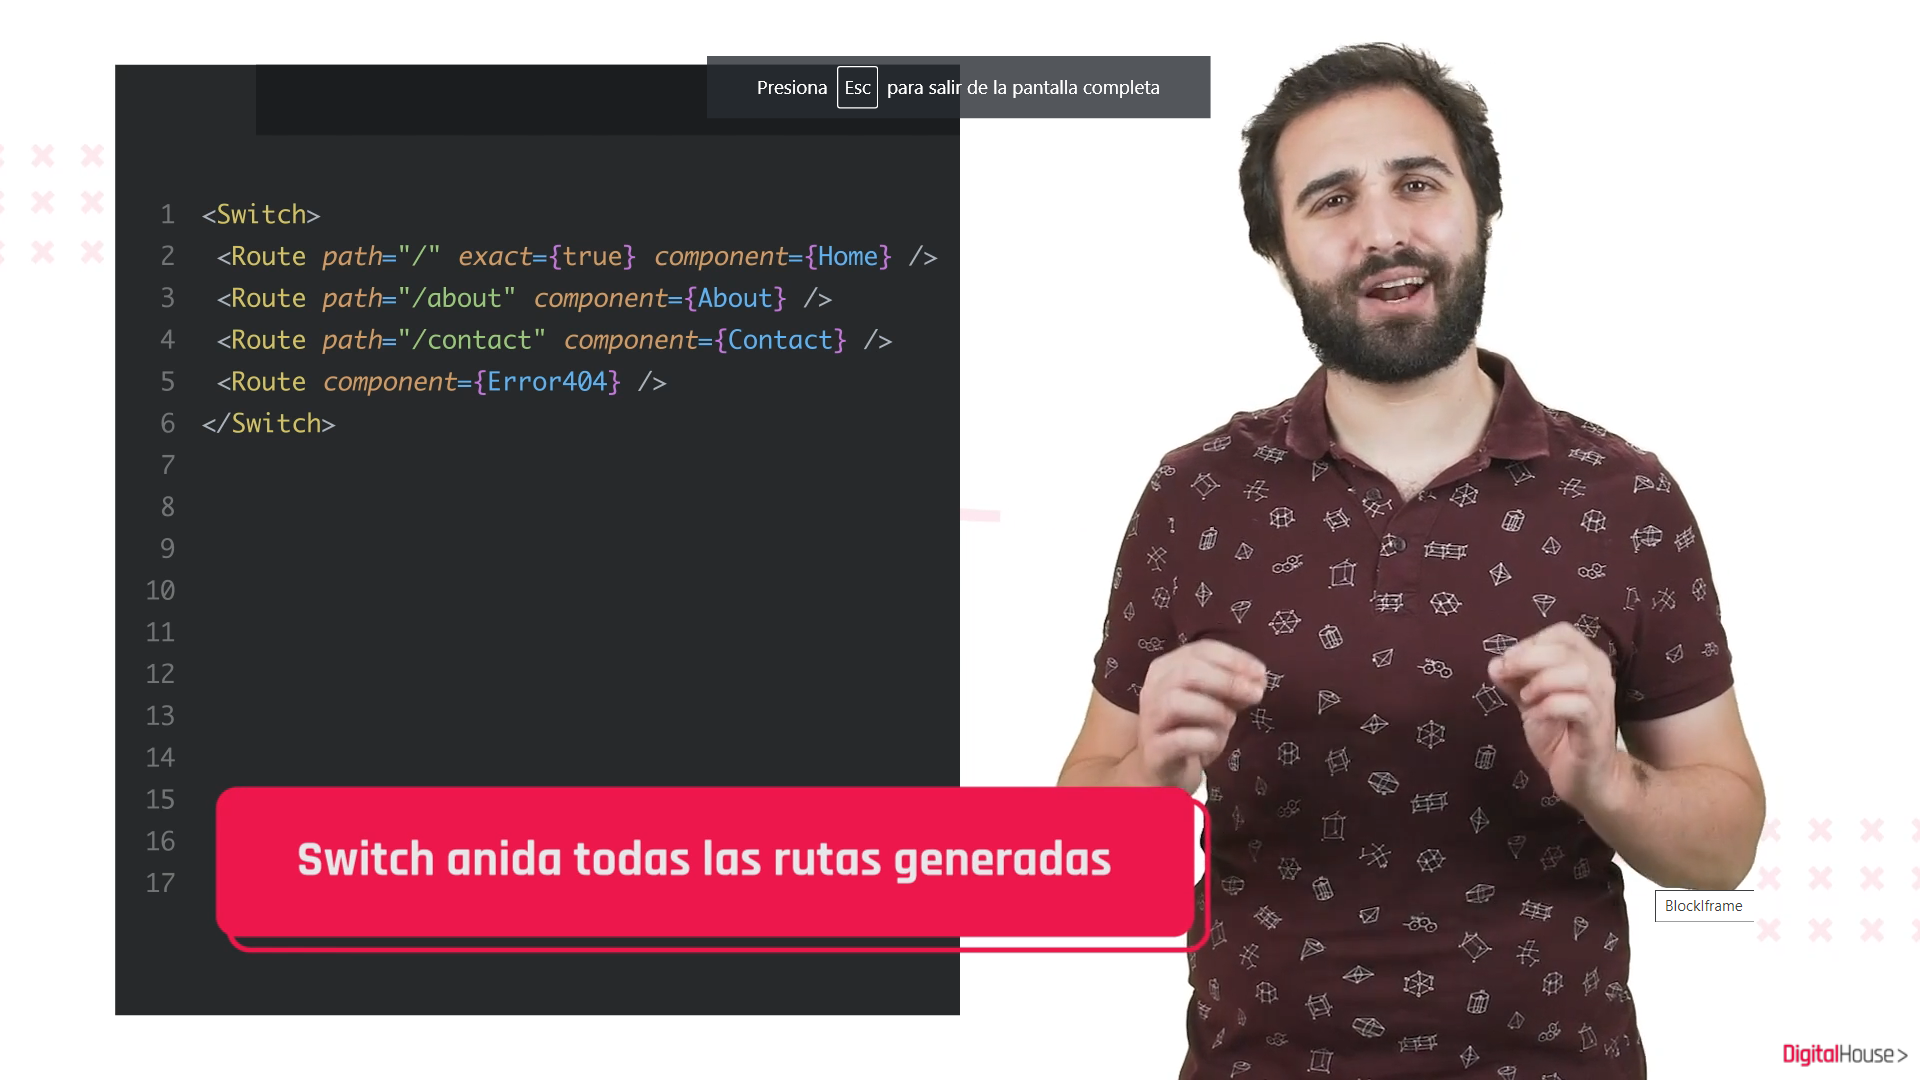 Presiona Esc para salir de la pantalla completa
1 <Switch>
2 <Route path="/" exact={true} component={Home} />
3 <Route path="/about" component={About} />
4 <Route path="/contact" component={Contact} />
5 <Route component={Error404} />
6 </Switch>
7
8
9
10
11
12
13
14
15
16
17
Switch anida todas las rutas generadas
BlockIframe
DigitalHouse>